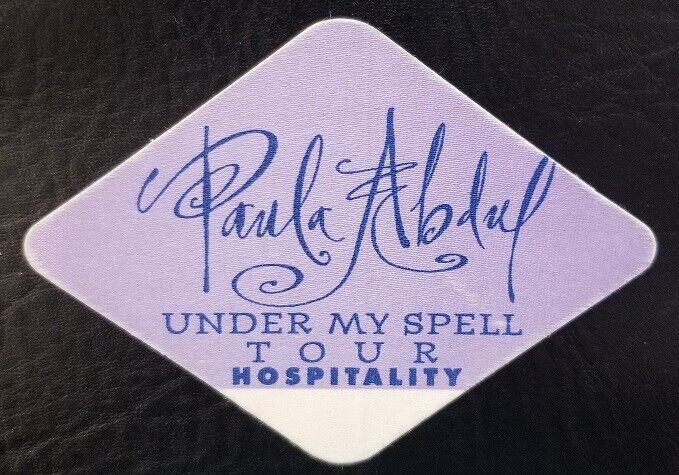 Paula Abdul
UNDER MY SPELL
TOUR
HOSPITALITY